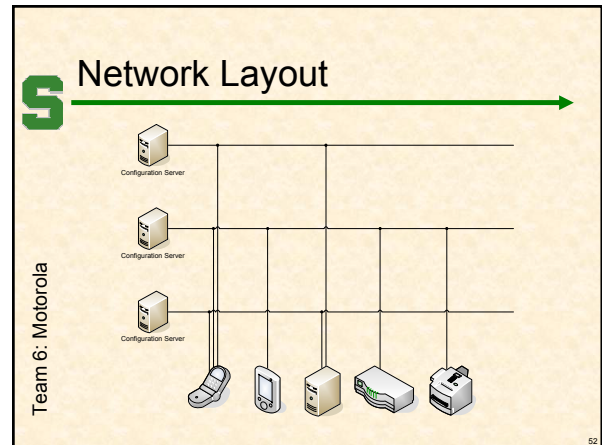 Network Layout
S
Configuration Server
Configuration Server
Configuration Server
Team 6: Motorola
52